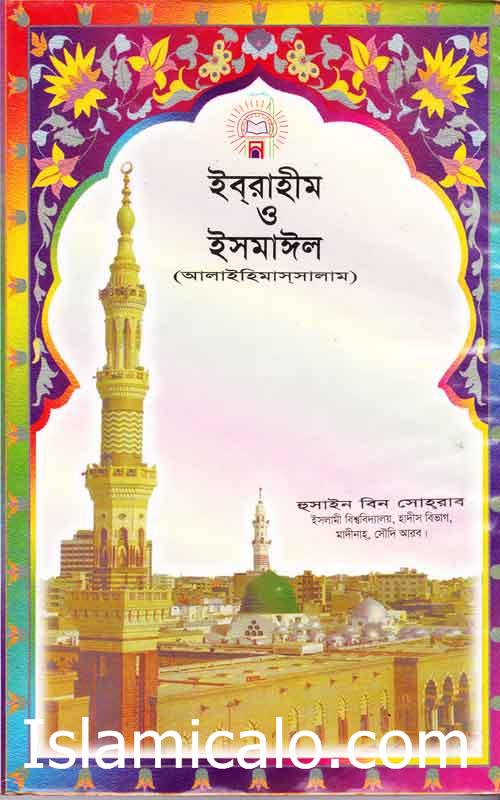 ইব্‌রাহীম
ও
ইসমাঈল
(আলাইহিমাস্‌সালাম)
হুসাইন বিন সোহ্‌রাব
ইসলামী বিশ্ববিদ্যালয়, হাদীস বিভাগ,
মাদীনাহ্‌, সৌদি আরব।
Islamicalo.com